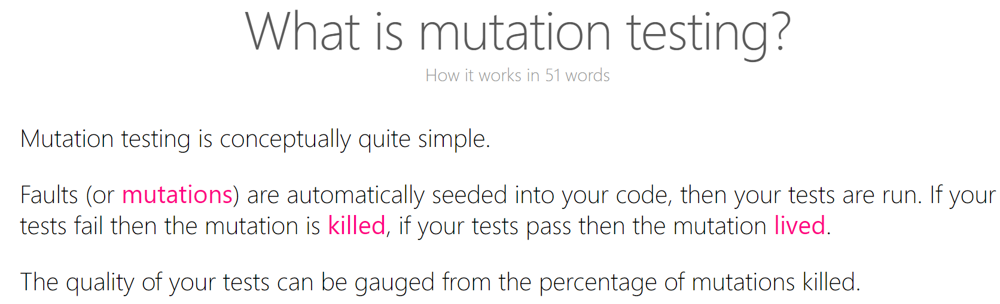 What is mutation testing?
How it works in 51 words
Mutation testing is conceptually quite simple.
Faults (or mutations) are automatically seeded into your code, then your tests are run. If your
tests fail then the mutation is killed, if your tests pass then the mutation lived.
The quality of your tests can be gauged from the percentage of mutations killed.